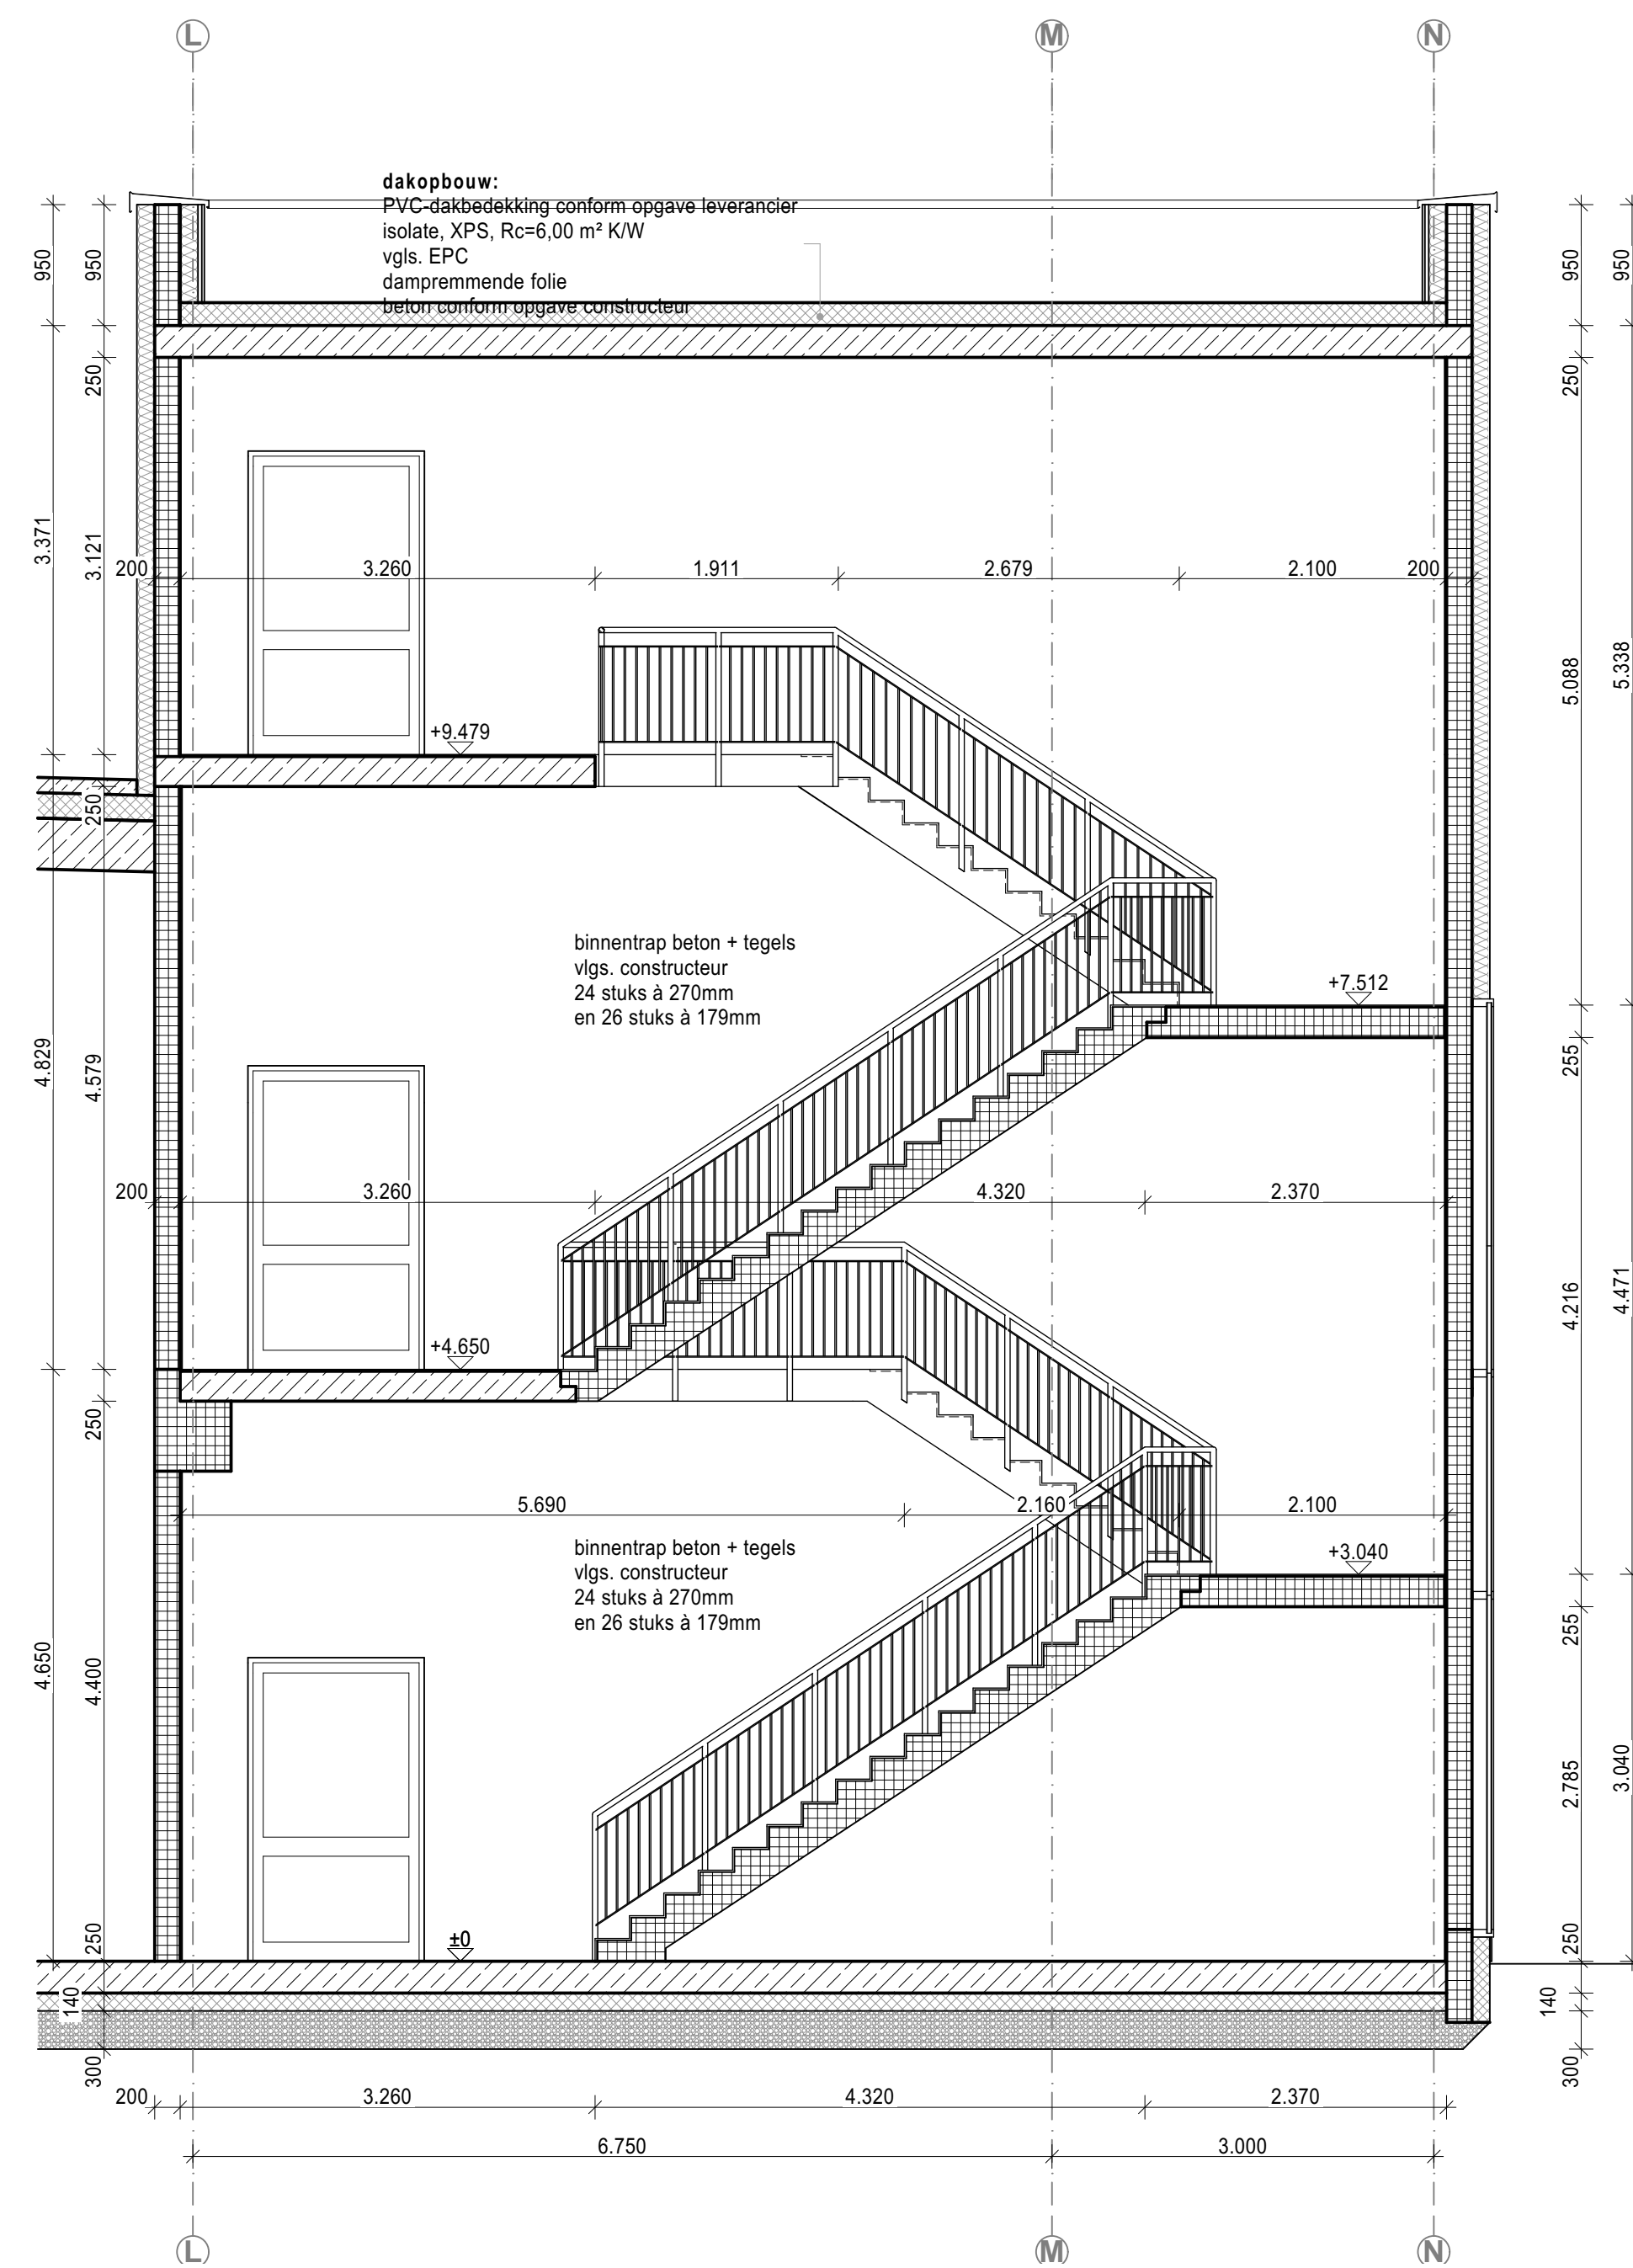 L M N
dakopbouw:
PVC-dakbedekking conform opgave leverancier
isolate, XPS, Rc=6,00 m² K/W
vgls. EPC
dampremmende folie
beton conform opgave constructeur
950 950 950 950
250 250
3.371 3.121
200 3.260 1.911 2.679 2.100 200
5.088 5.338
+9.479
250
binnentrap beton + tegels
vlgs. constructeur
24 stuks à 270mm
en 26 stuks à 179mm
+7.512
4.829 4.579
255
200 3.260 4.320 2.370
4.216 4.471
+4.650
250
5.690 2.160 2.100
binnentrap beton + tegels
vlgs. constructeur
24 stuks à 270mm
en 26 stuks à 179mm
+3.040
255
4.650 4.400
2.785 3.040
±0
250 250
140 140
300 300
200 3.260 4.320 2.370
6.750 3.000
L M N